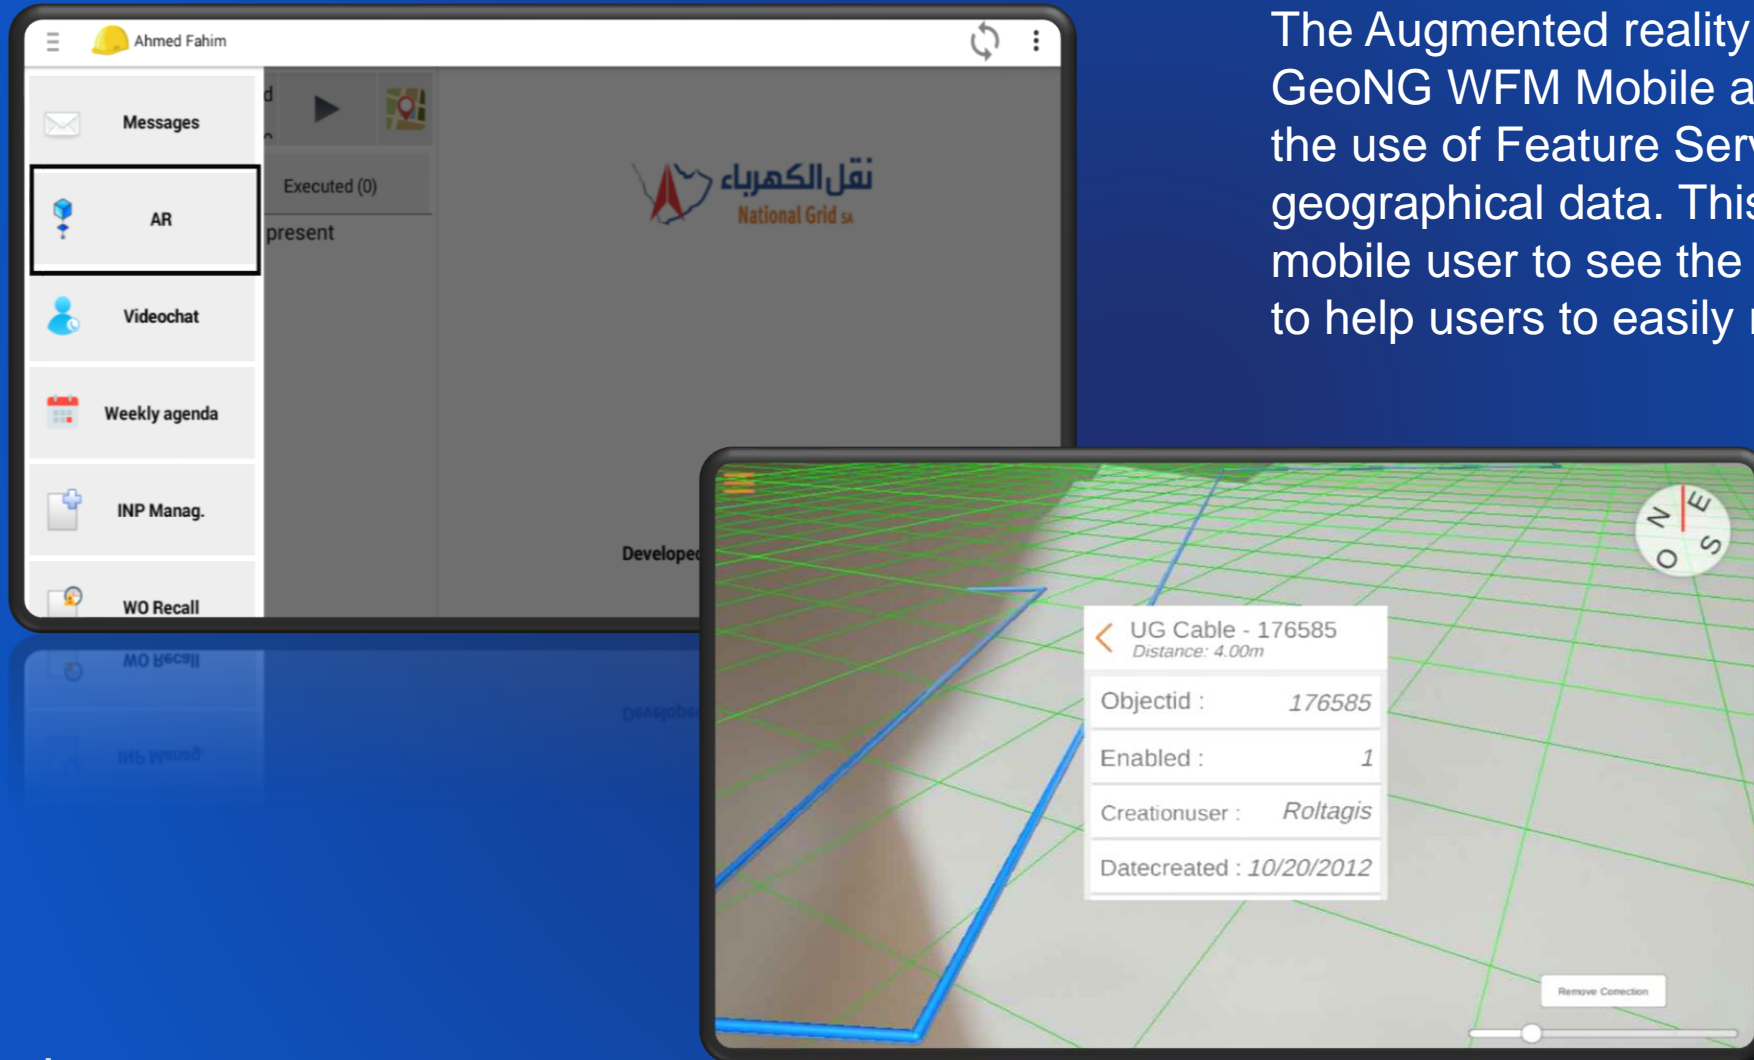 Ahmed Fahim
Messages
AR
Videochat
Weekly agenda
INP Manag.
WO Recall
Executed (0)
present
نقل الكهرباء
National Grid SA
Developed
The Augmented reality
GeoNG WFM Mobile a
the use of Feature Serv
geographical data. This
mobile user to see the
to help users to easily
N E S O
UG Cable - 176585
Distance: 4.00m
Objectid : 176585
Enabled : 1
Creationuser : Roltagis
Datecreated : 10/20/2012
Remove Correction